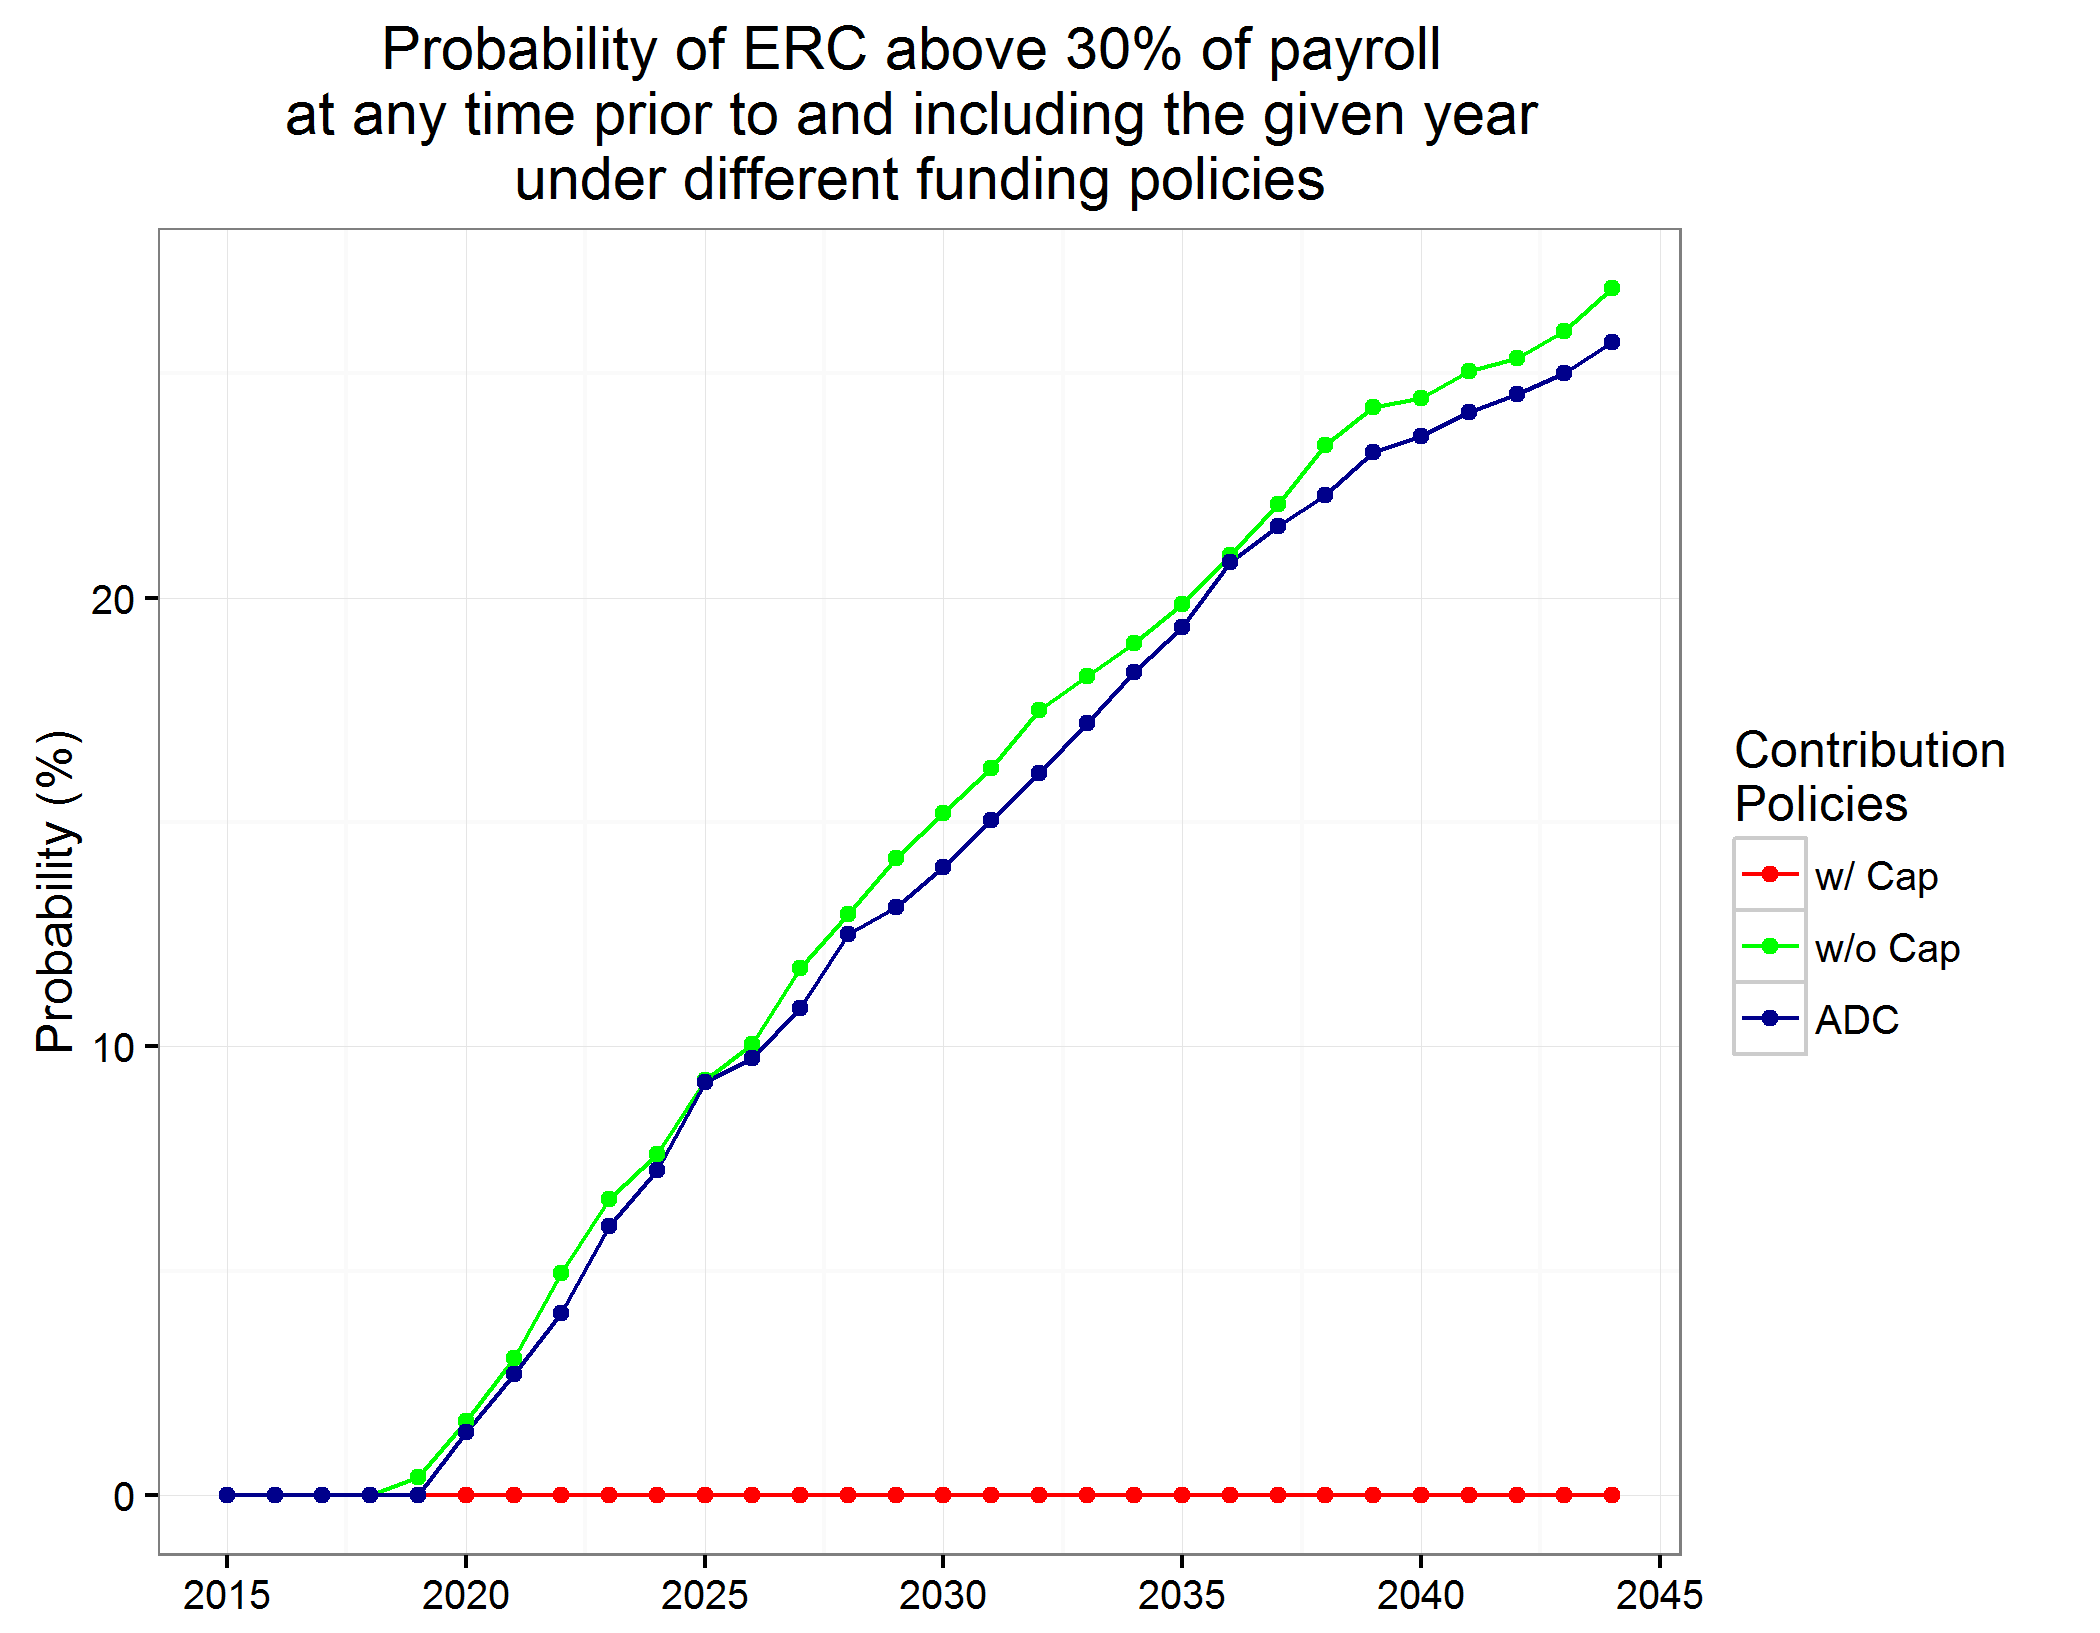 Probability of ERC above 30% of payroll
at any time prior to and including the given year
under different funding policies
Probability (%)
20
10
0
2015 2020 2025 2030 2035 2040 2045
Contribution
Policies
w/ Cap
w/o Cap
ADC